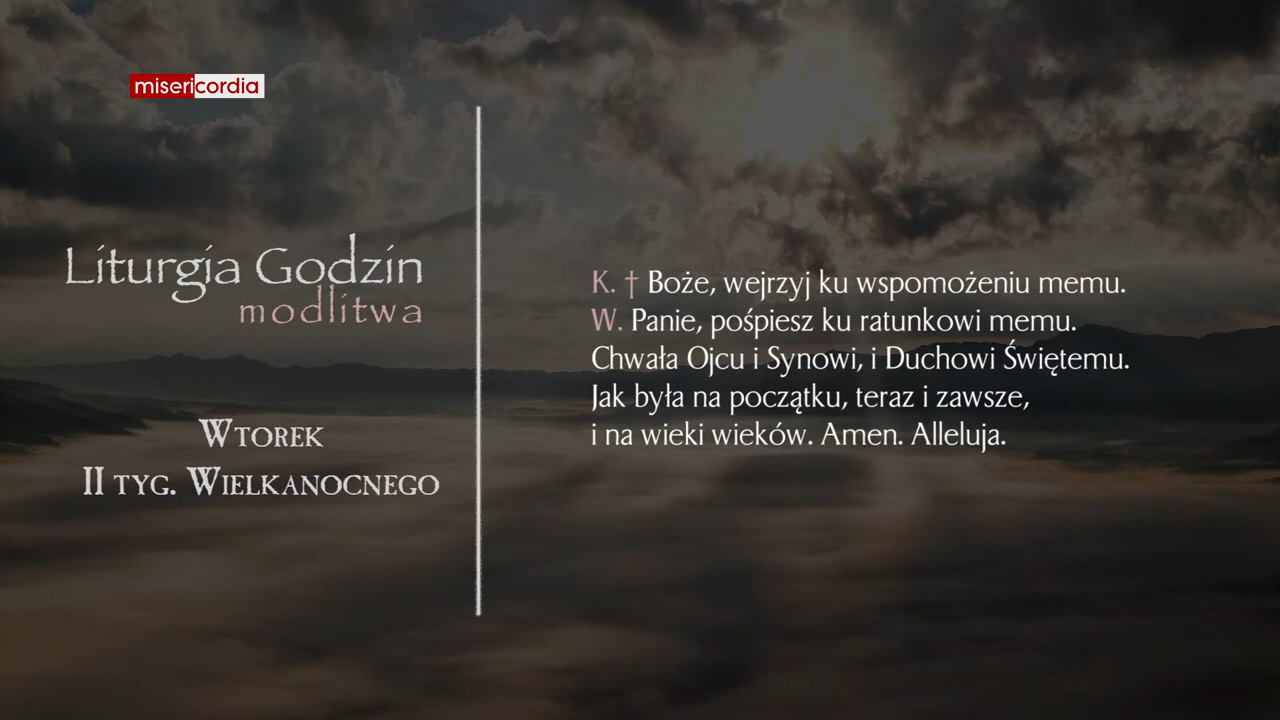 misericordia
Liturgia Godzin
modlitwa
Wtorek
II tyg. Wielkanocnego
K. † Boże, wejrzyj ku wspomożeniu memu.
W. Panie, pośpiesz ku ratunkowi memu.
Chwała Ojcu i Synowi, i Duchowi Świętemu.
Jak była na początku, teraz i zawsze,
i na wieki wieków. Amen. Alleluja.